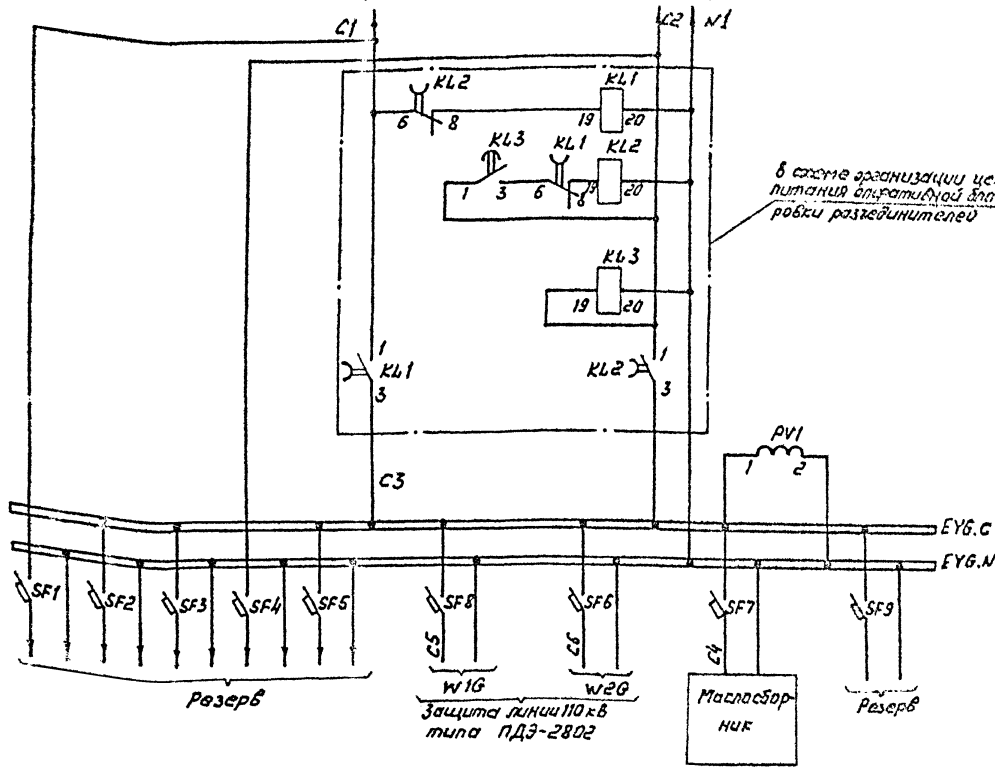 C1
C2
N1
KL2
6
8
KL1
19
20
KL3
1
3
KL1
6
8
KL2
20
в схеме организации
питания оперативной
ровки разъединителей
KL3
19
20
1
KL1
3
1
KL2
3
C3
PV1
1
2
EYG.C
EYG.N
SF1
SF2
SF3
SF4
SF5
SF8
SF6
SF7
SF9
C5
C6
C4
Резерв
W1G
W2G
Защита линии 110 кв
типа ПДЭ-2802
Маслосбор-
ник
Резерв